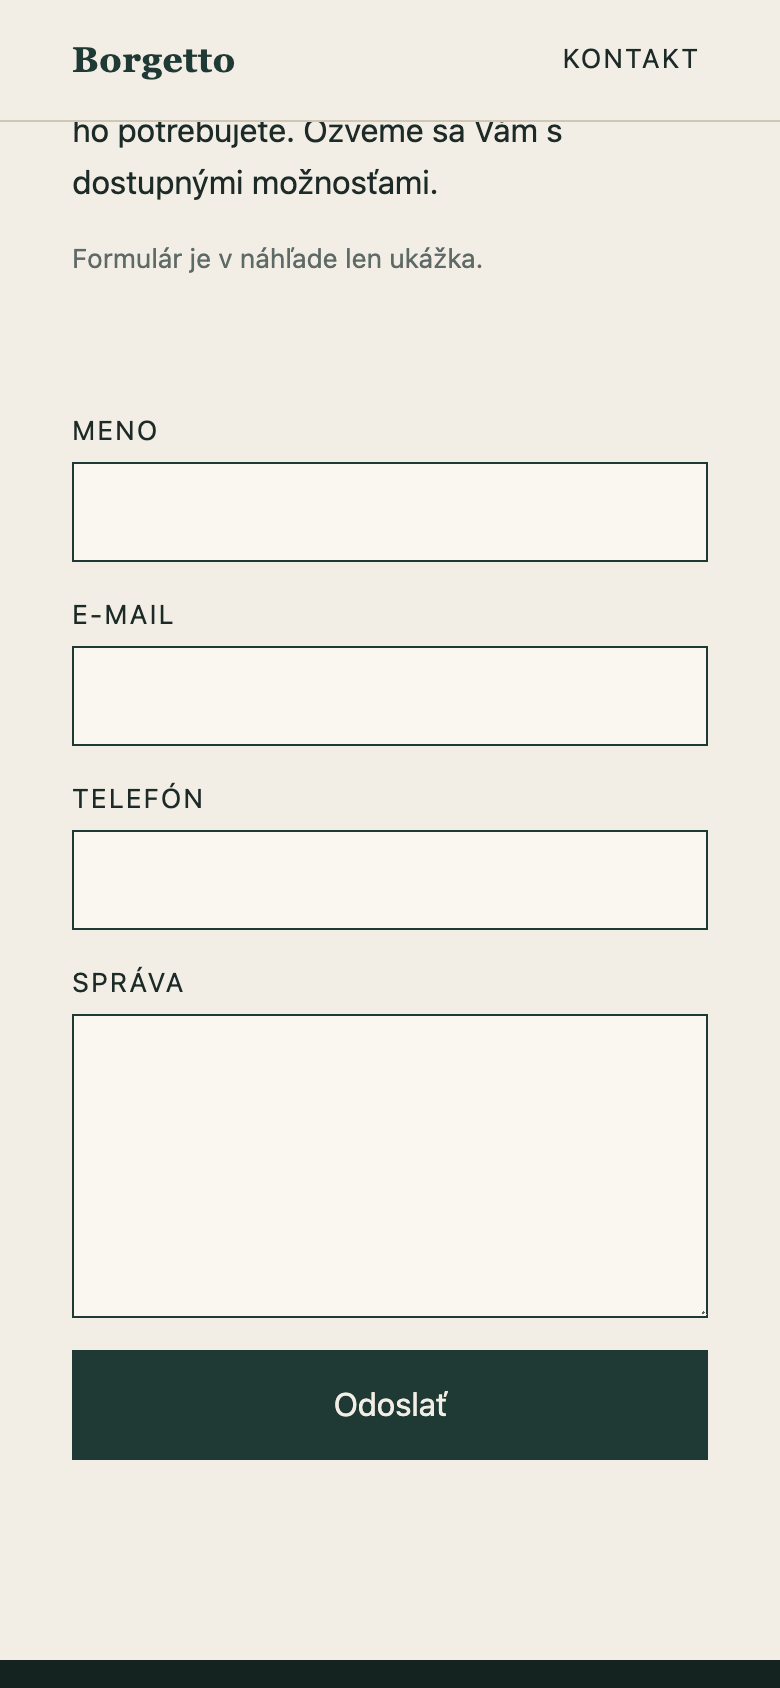 Borgetto
KONTAKT
ho potrebujete. Ozveme sa Vám s
dostupnými možnosťami.
Formulár je v náhľade len ukážka.
MENO
E-MAIL
TELEFÓN
SPRÁVA
Odoslať